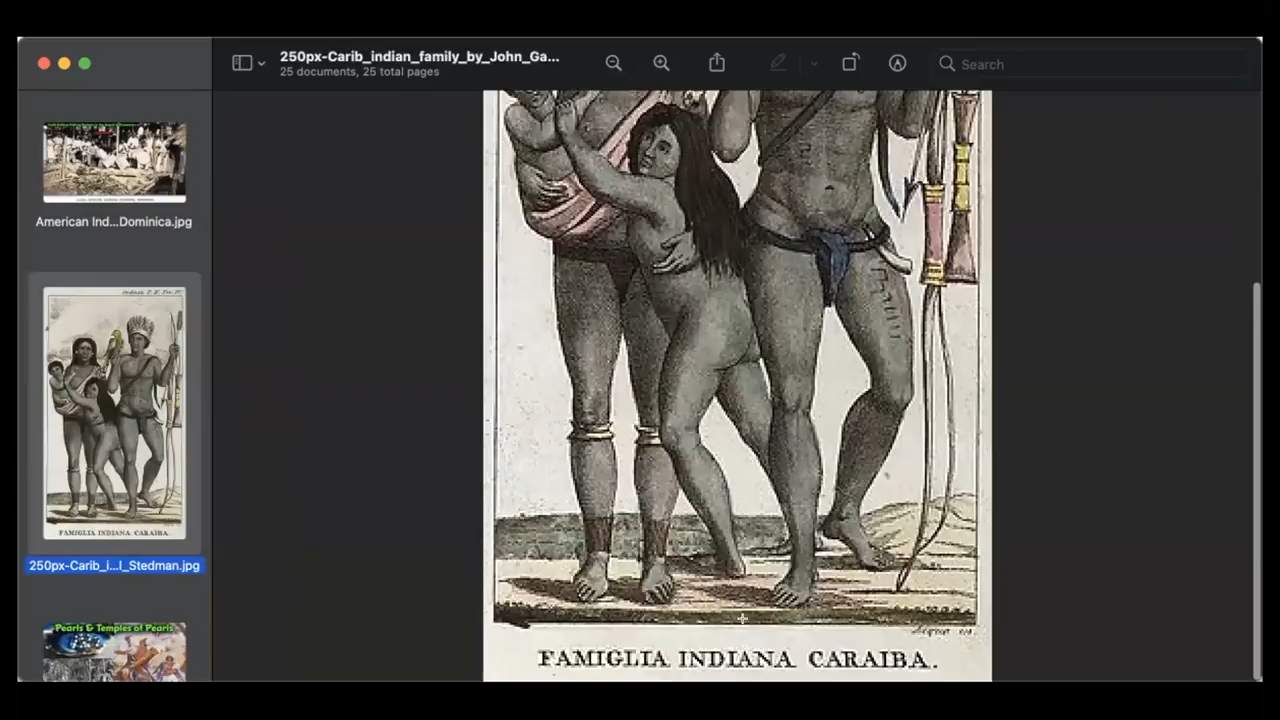 250px-Carib_indian_family_by_John_Ga...
25 documents, 25 total pages
Search
American Ind...Dominica.jpg
FAMIGLIA INDIANA CARAIBA.
250px-Carib_i...l_Stedman.jpg
Pearls & Temples of Pearls
FAMIGLIA INDIANA CARAIBA.